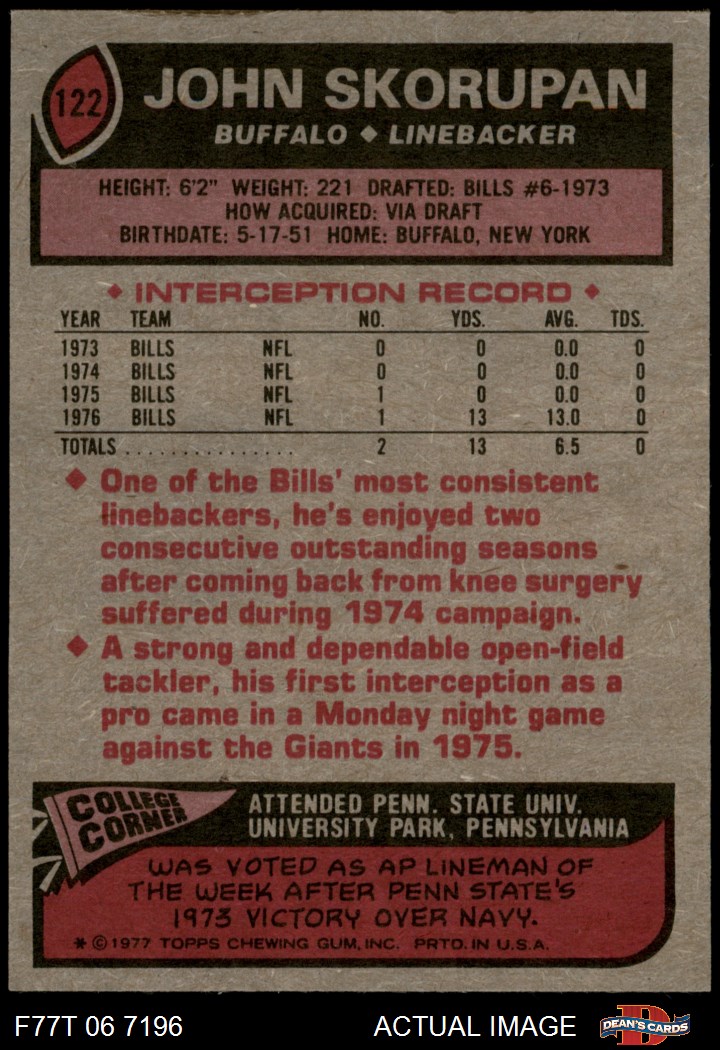 122
JOHN SKORUPAN
BUFFALO ◆ LINEBACKER
HEIGHT: 6'2" WEIGHT: 221 DRAFTED: BILLS #6-1973
HOW ACQUIRED: VIA DRAFT
BIRTHDATE: 5-17-51 HOME: BUFFALO, NEW YORK
◆ INTERCEPTION RECORD ◆
YEAR TEAM NO. YDS. AVG. TDS.
1973 BILLS NFL 0 0 0.0 0
1974 BILLS NFL 0 0 0.0 0
1975 BILLS NFL 1 0 0.0 0
1976 BILLS NFL 1 13 13.0 0
TOTALS . . . . . . . . . . . . . . . 2 13 6.5 0
◆ One of the Bills' most consistent
linebackers, he's enjoyed two
consecutive outstanding seasons
after coming back from knee surgery
suffered during 1974 campaign.
◆ A strong and dependable open-field
tackler, his first interception as a
pro came in a Monday night game
against the Giants in 1975.
COLLEGE
CORNER
ATTENDED PENN. STATE UNIV.
UNIVERSITY PARK, PENNSYLVANIA
WAS VOTED AS AP LINEMAN OF
THE WEEK AFTER PENN STATE'S
1973 VICTORY OVER NAVY.
* © 1977 TOPPS CHEWING GUM, INC. PRTD. IN U.S.A.
F77T 06 7196
ACTUAL IMAGE
D
DEAN'S CARDS